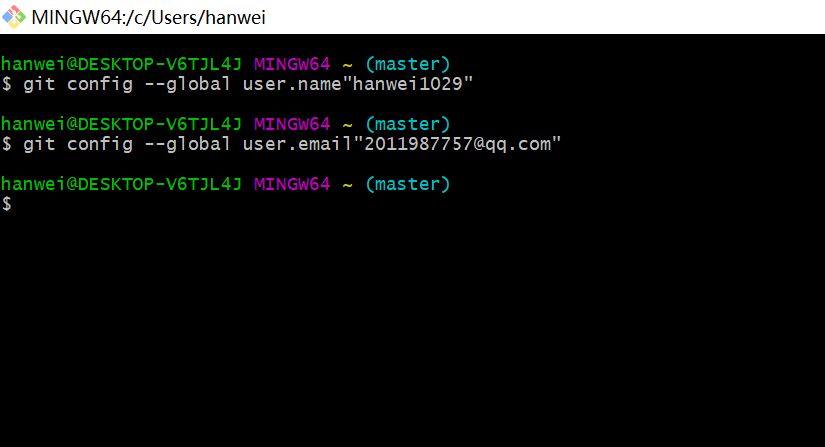 MINGW64:/c/Users/hanwei
hanwei@DESKTOP-V6TJL4J MINGW64 ~ (master)
$ git config --global user.name"hanwei1029"
hanwei@DESKTOP-V6TJL4J MINGW64 ~ (master)
$ git config --global user.email"2011987757@qq.com"
hanwei@DESKTOP-V6TJL4J MINGW64 ~ (master)
$